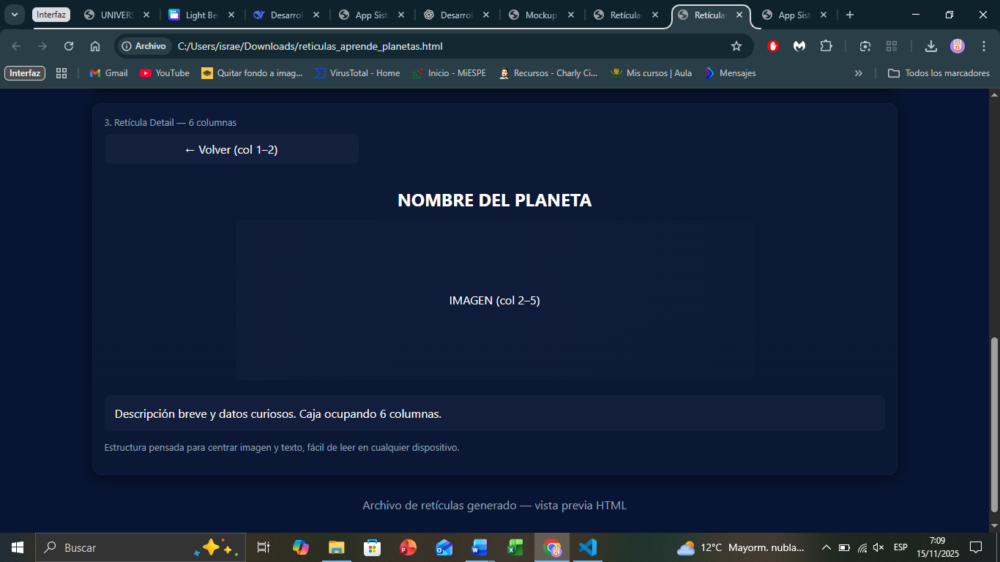 Interfaz
UNIVERS
Light Bei
Desarrol
App Sist
Desarrol
Mockup
Retículas
Retículas
App Sist
Archivo
C:/Users/israe/Downloads/reticulas_aprende_planetas.html
Interfaz
Gmail
YouTube
Quitar fondo a imag...
VirusTotal - Home
Inicio - MiESPE
Recursos - Charly Ci...
Mis cursos | Aula
Mensajes
Todos los marcadores
3. Retícula Detail — 6 columnas
← Volver (col 1–2)
NOMBRE DEL PLANETA
IMAGEN (col 2–5)
Descripción breve y datos curiosos. Caja ocupando 6 columnas.
Estructura pensada para centrar imagen y texto, fácil de leer en cualquier dispositivo.
Archivo de retículas generado — vista previa HTML
Buscar
12°C Mayorm. nubla...
ESP
7:09
15/11/2025